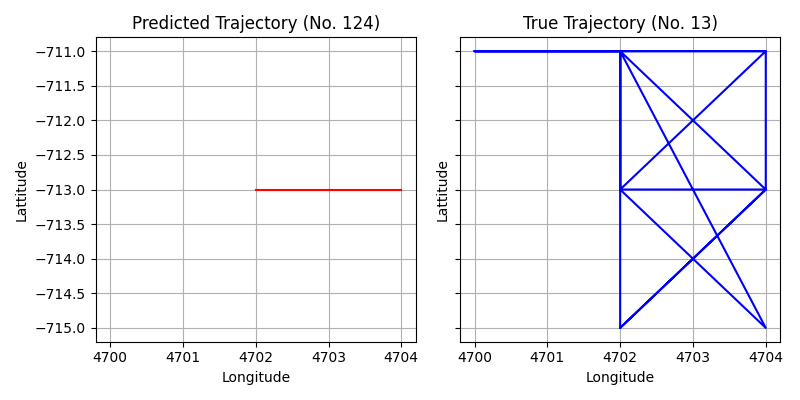 Predicted Trajectory (No. 124)
True Trajectory (No. 13)
−711.0
−711.5
−712.0
−712.5
−713.0
−713.5
−714.0
−714.5
−715.0
Lattitude
Lattitude
4700 4701 4702 4703 4704
4700 4701 4702 4703 4704
Longitude
Longitude